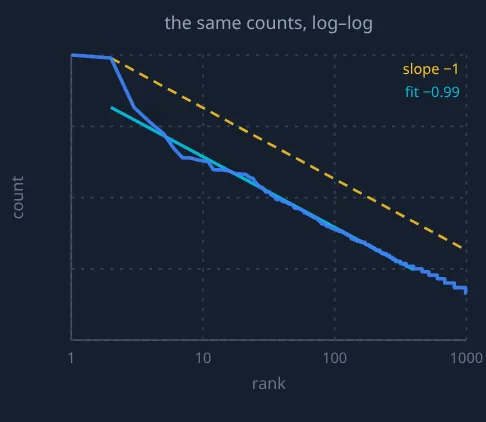 the same counts, log–log
slope −1
fit −0.99
count
1 10 100 1000
rank